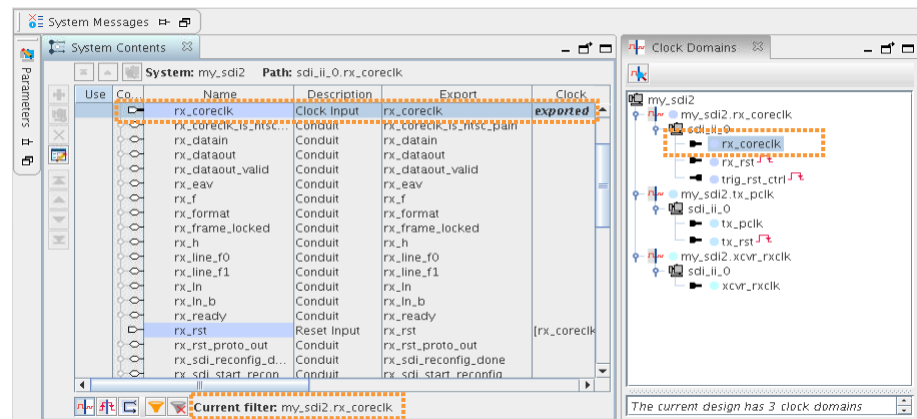 System Messages
Parameters
System Contents
System: my_sdi2 Path: sdi_ii_0.rx_coreclk
Use Co... Name Description Export Clock
rx_coreclk Clock Input rx_coreclk exported
rx_coreclk_is_ntsc... Conduit rx_coreclk_is_ntsc_paln
rx_datain Conduit rx_datain
rx_dataout Conduit rx_dataout
rx_dataout_valid Conduit rx_dataout_valid
rx_eav Conduit rx_eav
rx_f Conduit rx_f
rx_format Conduit rx_format
rx_frame_locked Conduit rx_frame_locked
rx_h Conduit rx_h
rx_line_f0 Conduit rx_line_f0
rx_line_f1 Conduit rx_line_f1
rx_ln Conduit rx_ln
rx_ln_b Conduit rx_ln_b
rx_ready Conduit rx_ready
rx_rst Reset Input rx_rst [rx_coreclk
rx_rst_proto_out Conduit rx_rst_proto_out
rx_sdi_reconfig_d... Conduit rx_sdi_reconfig_done
rx_sdi_start_recon Conduit rx_sdi_start_reconfig
Current filter: my_sdi2.rx_coreclk
Clock Domains
my_sdi2
my_sdi2.rx_coreclk
sdi_ii_0
rx_coreclk
rx_rst
trig_rst_ctrl
my_sdi2.tx_pclk
sdi_ii_0
tx_pclk
tx_rst
my_sdi2.xcvr_rxclk
sdi_ii_0
xcvr_rxclk
The current design has 3 clock domains